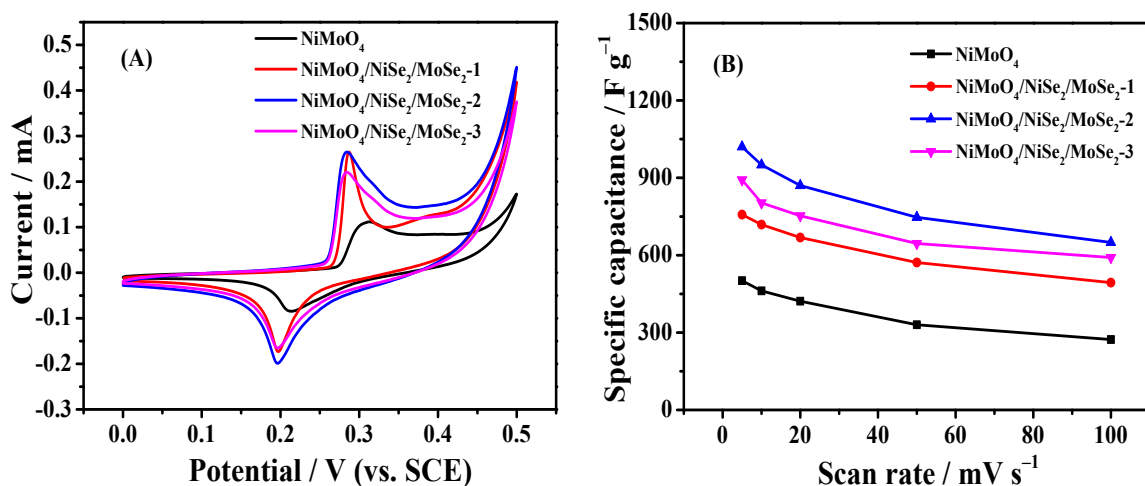 (A)
NiMoO₄
NiMoO₄/NiSe₂/MoSe₂-1
NiMoO₄/NiSe₂/MoSe₂-2
NiMoO₄/NiSe₂/MoSe₂-3
Current / mA
0.5
0.4
0.3
0.2
0.1
0.0
-0.1
-0.2
-0.3
0.0 0.1 0.2 0.3 0.4 0.5
Potential / V (vs. SCE)
(B)
NiMoO₄
NiMoO₄/NiSe₂/MoSe₂-1
NiMoO₄/NiSe₂/MoSe₂-2
NiMoO₄/NiSe₂/MoSe₂-3
Specific capacitance / F g⁻¹
1500
1200
900
600
300
0
0 20 40 60 80 100
Scan rate / mV s⁻¹